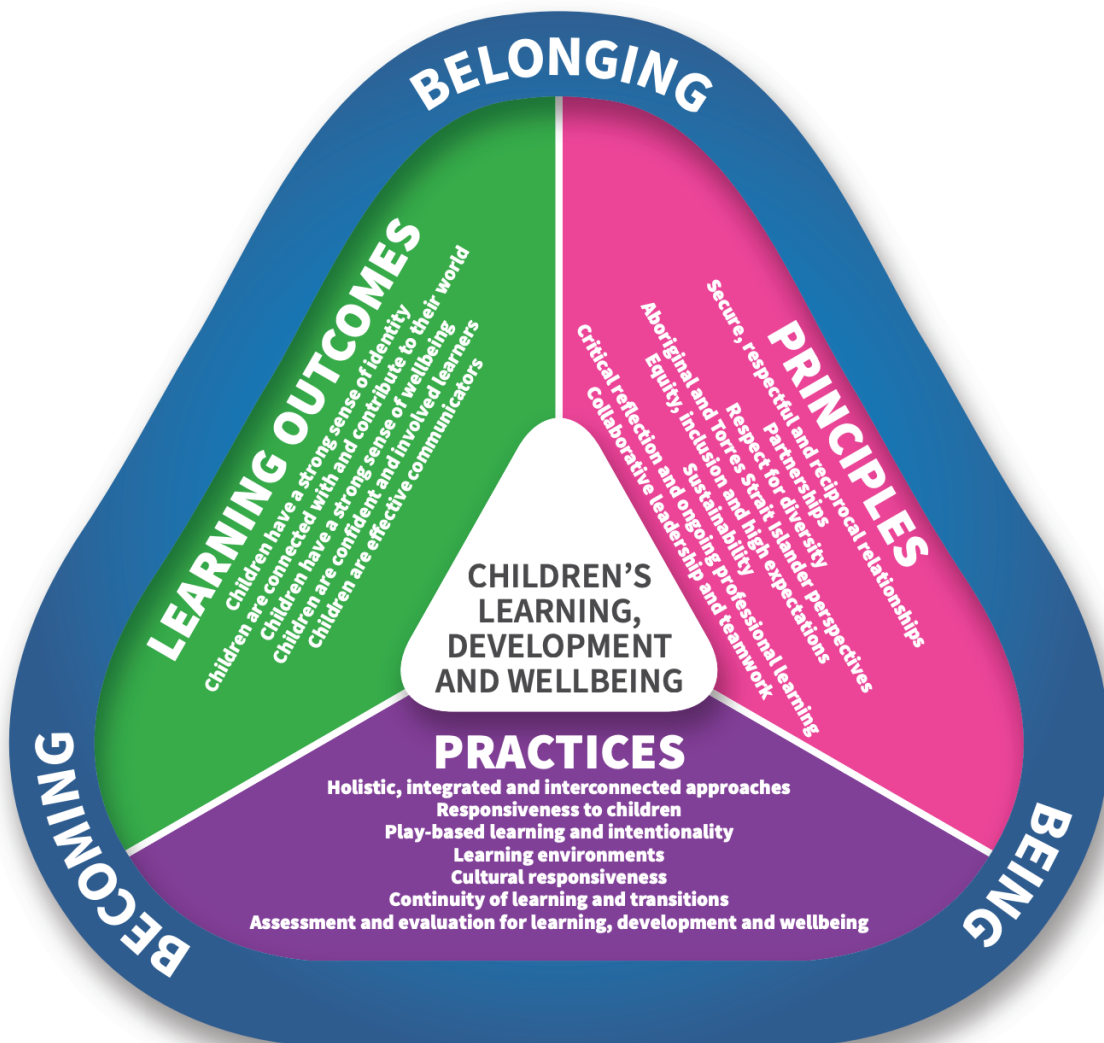 BELONGING
LEARNING OUTCOMES
Children have a strong sense of identity
Children are connected with and contribute to their world
Children have a strong sense of wellbeing
Children are confident and involved learners
Children are effective communicators
PRINCIPLES
Secure, respectful and reciprocal relationships
Partnerships
Respect for diversity
Aboriginal and Torres Strait Islander perspectives
Equity, inclusion and high expectations
Sustainability
Critical reflection and ongoing professional learning
Collaborative leadership and teamwork
CHILDREN'S
LEARNING,
DEVELOPMENT
AND WELLBEING
PRACTICES
Holistic, integrated and interconnected approaches
Responsiveness to children
Play-based learning and intentionality
Learning environments
Cultural responsiveness
Continuity of learning and transitions
Assessment and evaluation for learning, development and wellbeing
BECOMING
BEING